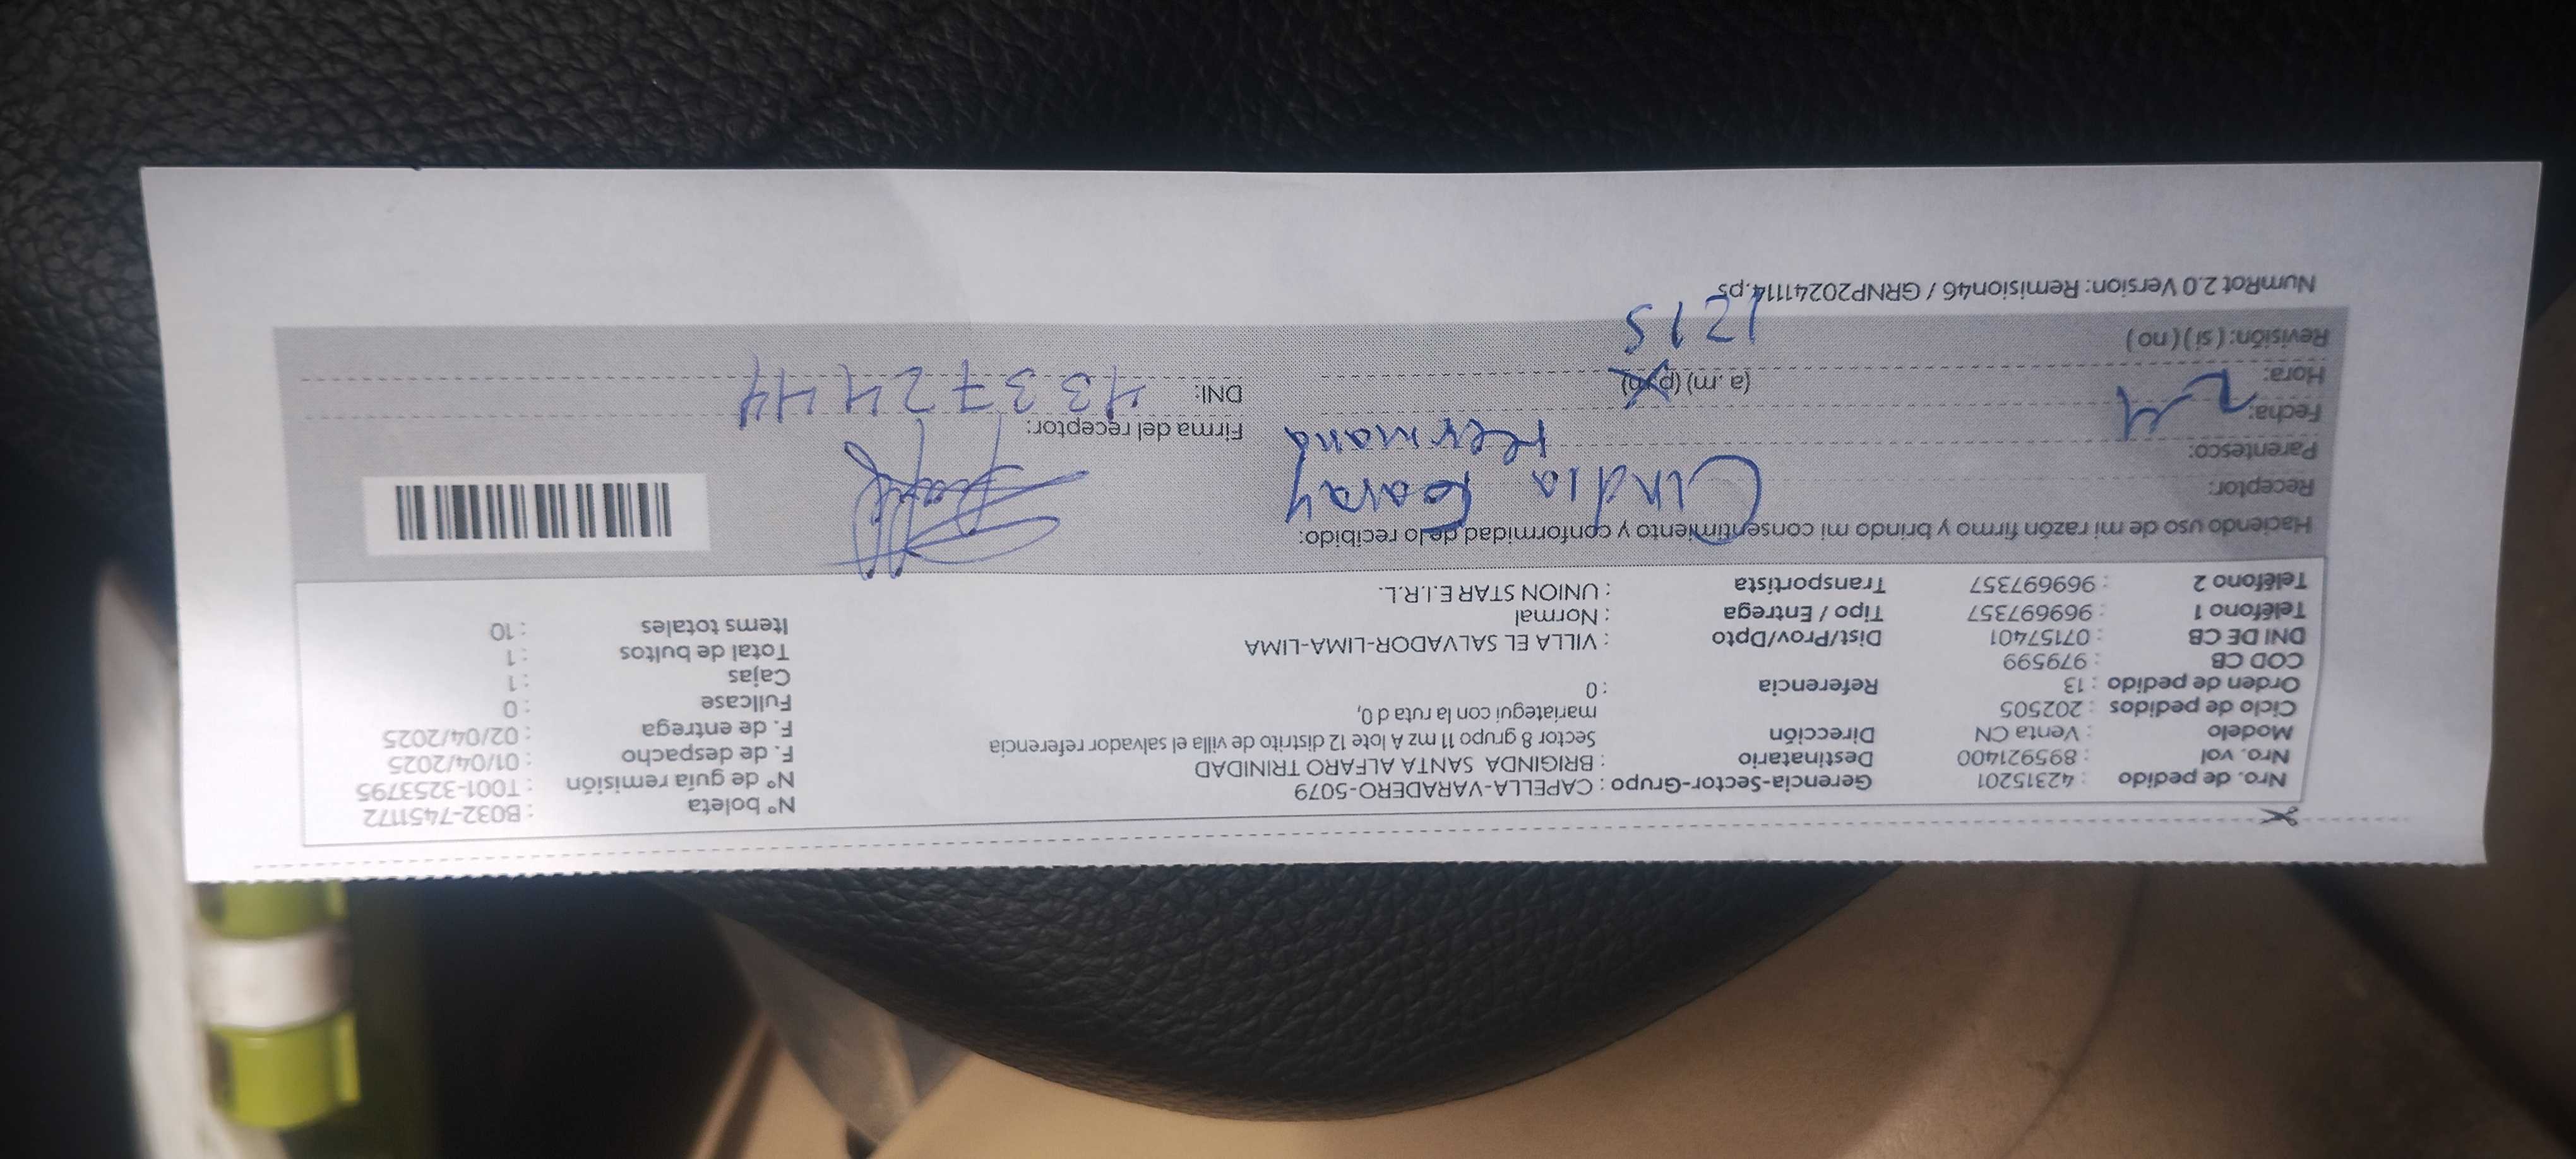 Nro. de pedido : 42315201 Gerencia-Sector-Grupo : CAPELLA-VARADERO-5079 N° boleta : B032-7451172
Nro. vol : 895921400 Destinatario : BRIGINDA SANTA ALFARO TRINIDAD N° de guía remisión : T001-3253795
Modelo : Venta CN Dirección Sector 8 grupo 11 mz A lote 12 distrito de villa el salvador referencia F. de despacho : 01/04/2025
Ciclo de pedidos : 202505 mariategui con la ruta d 0, F. de entrega : 02/04/2025
Orden de pedido : 13 Referencia : 0 Fullcase : 0
COD CB : 979599 Cajas : 1
DNI DE CB : 07157401 Dist/Prov/Dpto : VILLA EL SALVADOR-LIMA-LIMA Total de bultos : 1
Teléfono 1 : 969697357 Tipo / Entrega : Normal Items totales : 10
Teléfono 2 : 969697357 Transportista : UNION STAR E.I.R.L.
Haciendo uso de mi razón firmo y brindo mi consentimiento y conformidad de lo recibido:
Receptor: Cindia Garay
Parentesco: Hermana Firma del receptor:
Fecha: 2-4
Hora: (a.m) (p.m) DNI: 43372444
Revisión: ( si ) ( no ) 1215
NumRot 2.0 Version: Remision46 / GRNP20241114.ps